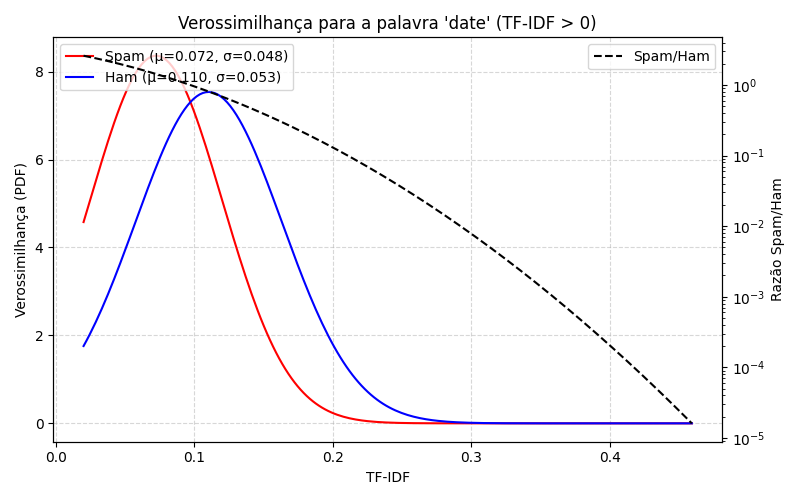 Verossimilhança para a palavra 'date' (TF-IDF > 0)
Spam (μ=0.072, σ=0.048)
Ham (μ=0.110, σ=0.053)
Spam/Ham
Verossimilhança (PDF)
8
6
4
2
0
0.0
0.1
0.2
0.3
0.4
TF-IDF
10⁰
10⁻¹
10⁻²
10⁻³
10⁻⁴
10⁻⁵
Razão Spam/Ham